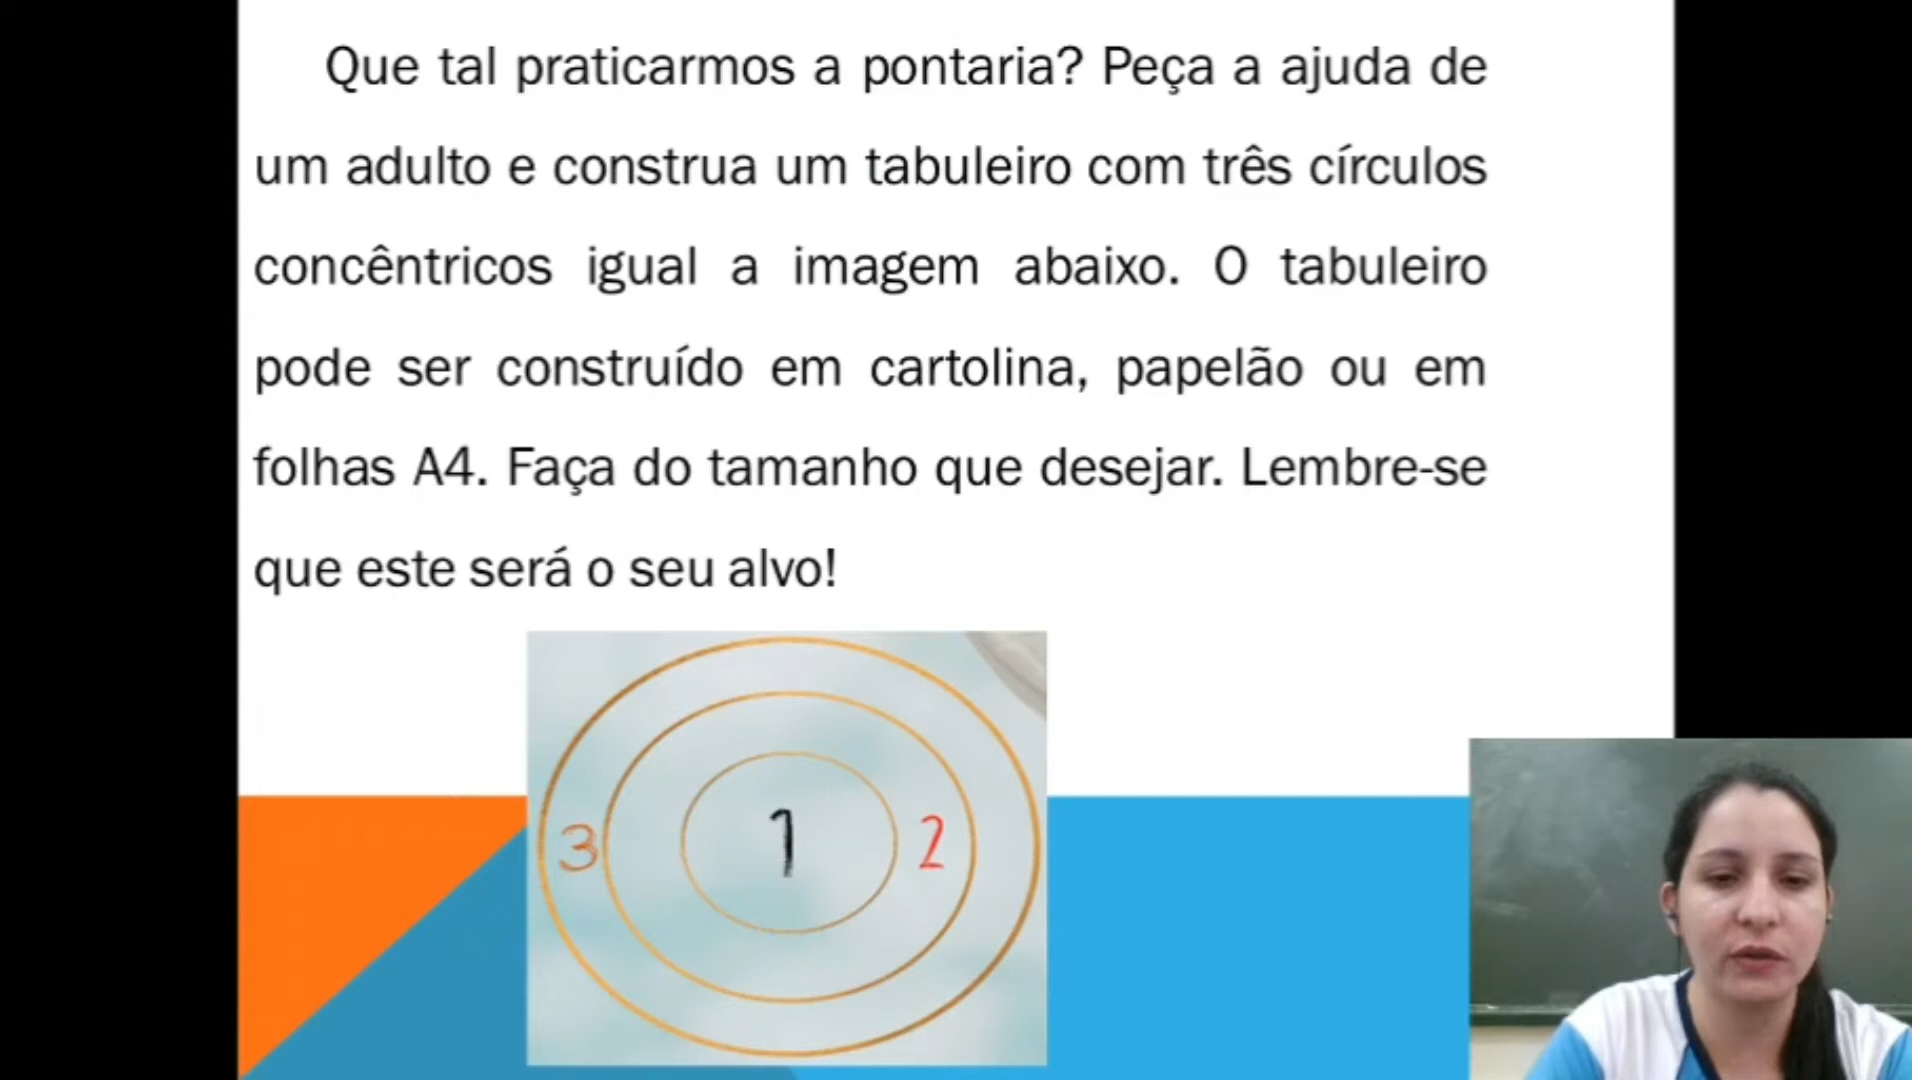 Que tal praticarmos a pontaria? Peça a ajuda de
um adulto e construa um tabuleiro com três círculos
concêntricos igual a imagem abaixo. O tabuleiro
pode ser construído em cartolina, papelão ou em
folhas A4. Faça do tamanho que desejar. Lembre-se
que este será o seu alvo!
3 1 2